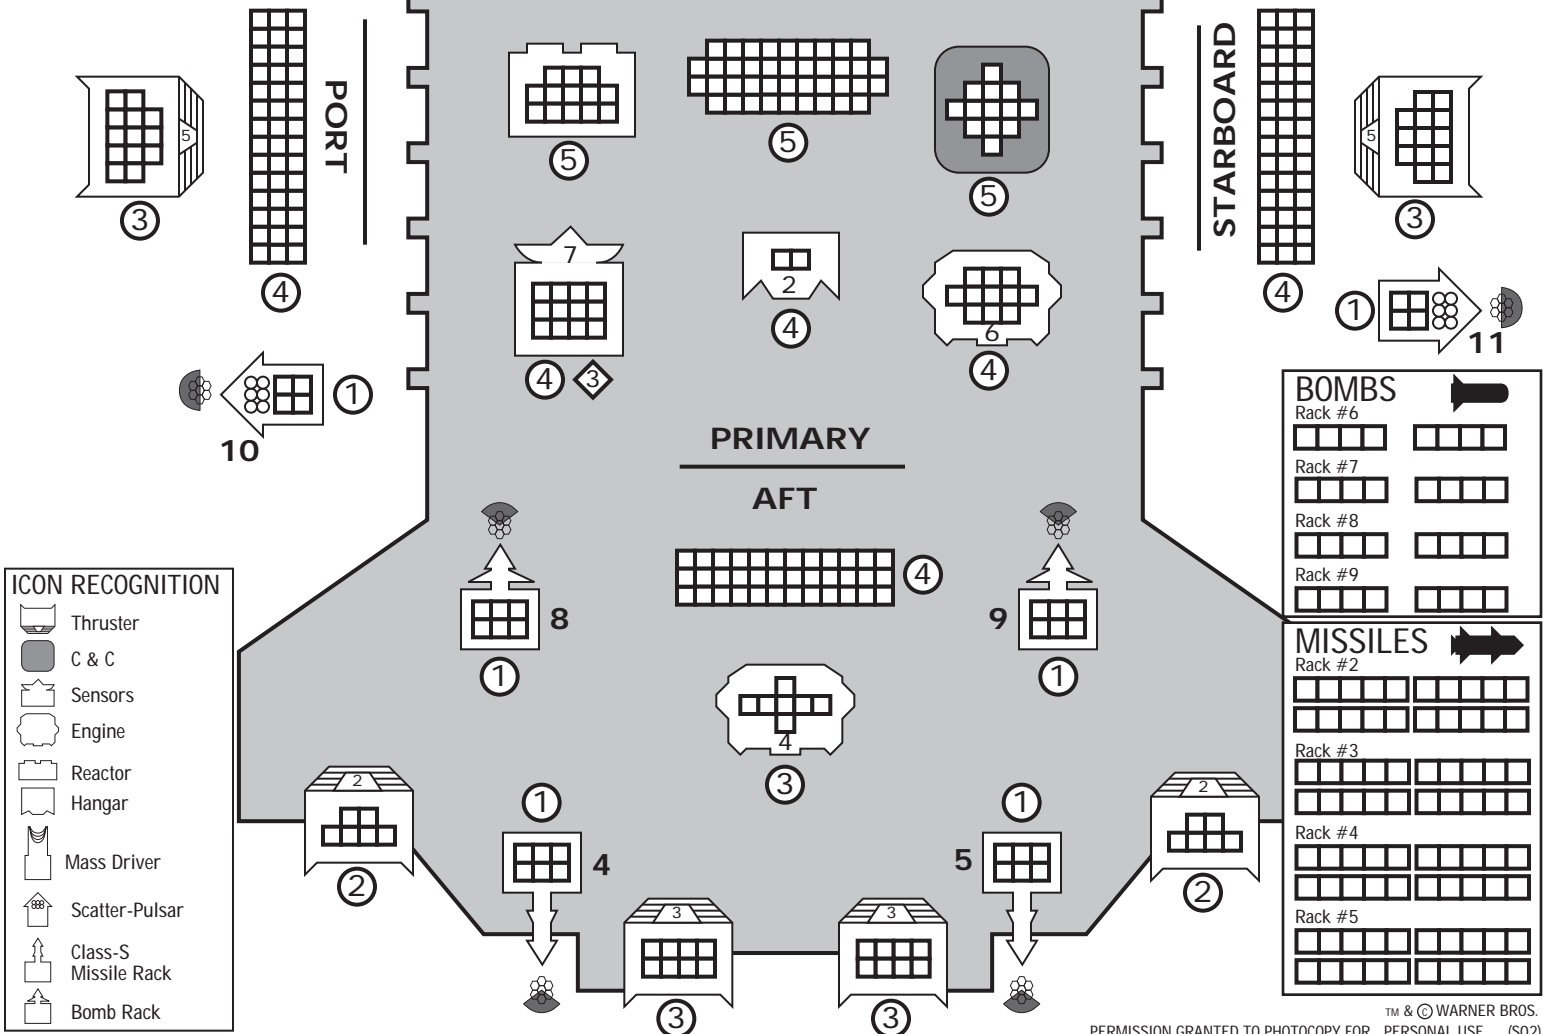 PORT
STARBOARD
5
3
4
5
5
5
5
3
4
7
4
3
2
4
6
4
1
11
1
10
PRIMARY
AFT
8
1
4
9
1
4
3
2
2
1
4
1
5
2
2
3
3
3
3
ICON RECOGNITION
Thruster
C & C
Sensors
Engine
Reactor
Hangar
Mass Driver
Scatter-Pulsar
Class-S
Missile Rack
Bomb Rack
BOMBS
Rack #6
Rack #7
Rack #8
Rack #9
MISSILES
Rack #2
Rack #3
Rack #4
Rack #5
TM & © WARNER BROS.
PERMISSION GRANTED TO PHOTOCOPY FOR PERSONAL USE (S02)